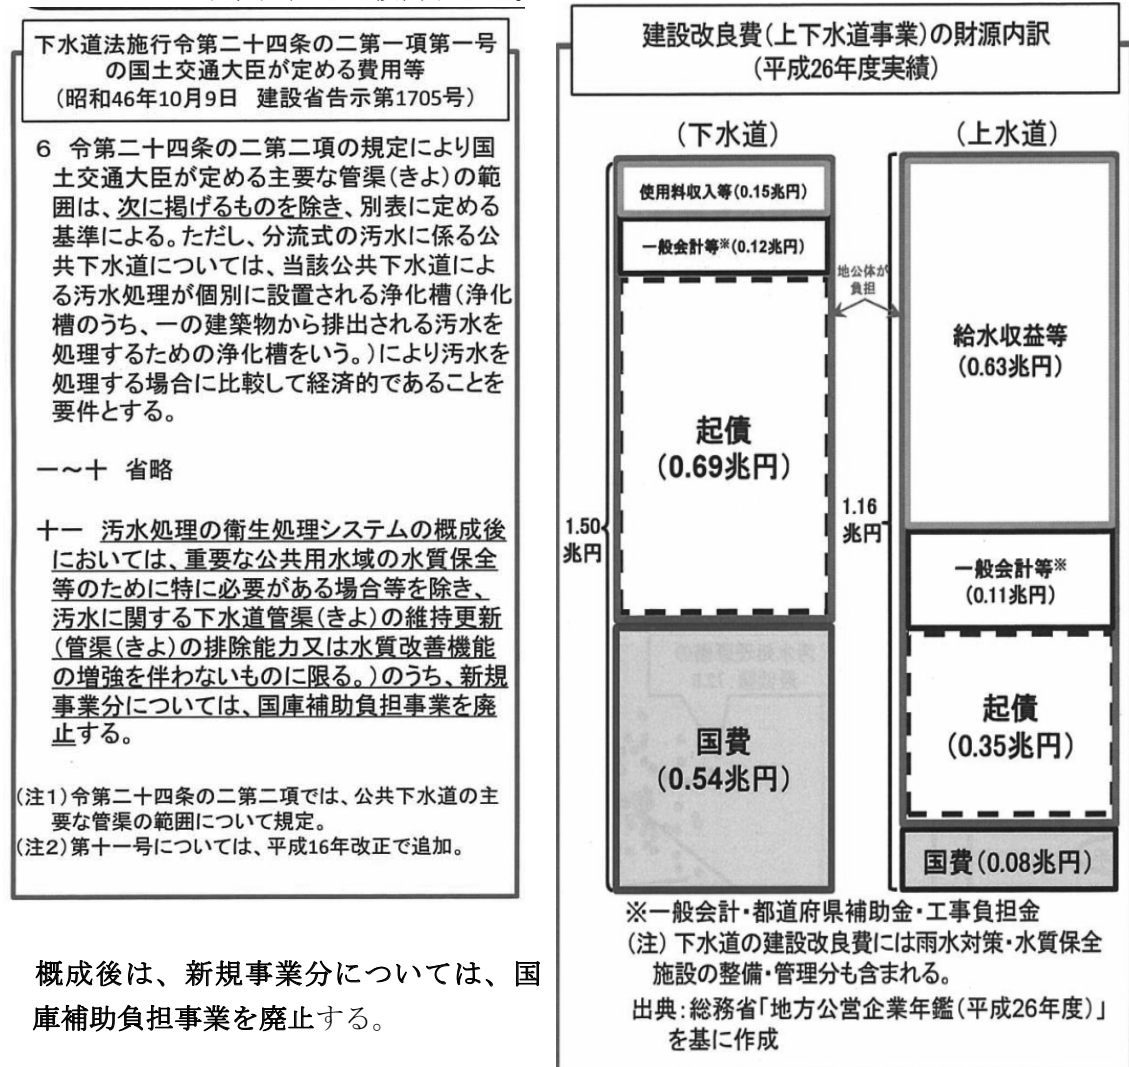 下水道法施行令第二十四条の二第一項第一号
の国土交通大臣が定める費用等
(昭和46年10月9日 建設省告示第1705号)
6 令第二十四条の二第二項の規定により国
土交通大臣が定める主要な管渠(きよ)の範
囲は、次に掲げるものを除き、別表に定める
基準による。ただし、分流式の汚水に係る公
共下水道については、当該公共下水道によ
る汚水処理が個別に設置される浄化槽(浄化
槽のうち、一の建築物から排出される汚水を
処理するための浄化槽をいう。)により汚水を
処理する場合に比較して経済的であることを
要件とする。
一~十 省略
十一 汚水処理の衛生処理システムの概成後
においては、重要な公共用水域の水質保全
等のために特に必要がある場合等を除き、
汚水に関する下水道管渠(きよ)の維持更新
(管渠(きよ)の排除能力又は水質改善機能
の増強を伴わないものに限る。)のうち、新規
事業分については、国庫補助負担事業を廃
止する。
(注1)令第二十四条の二第二項では、公共下水道の主
要な管渠の範囲について規定。
(注2)第十一号については、平成16年改正で追加。
概成後は、新規事業分については、国
庫補助負担事業を廃止する。
建設改良費(上下水道事業)の財源内訳
(平成26年度実績)
(下水道)
使用料収入等(0.15兆円)
一般会計等※(0.12兆円)
起債
(0.69兆円)
1.50
兆円
国費
(0.54兆円)
地公体が
負担
(上水道)
給水収益等
(0.63兆円)
1.16
兆円
一般会計等※
(0.11兆円)
起債
(0.35兆円)
国費(0.08兆円)
※一般会計・都道府県補助金・工事負担金
(注) 下水道の建設改良費には雨水対策・水質保全
施設の整備・管理分も含まれる。
出典:総務省「地方公営企業年鑑(平成26年度)」
を基に作成